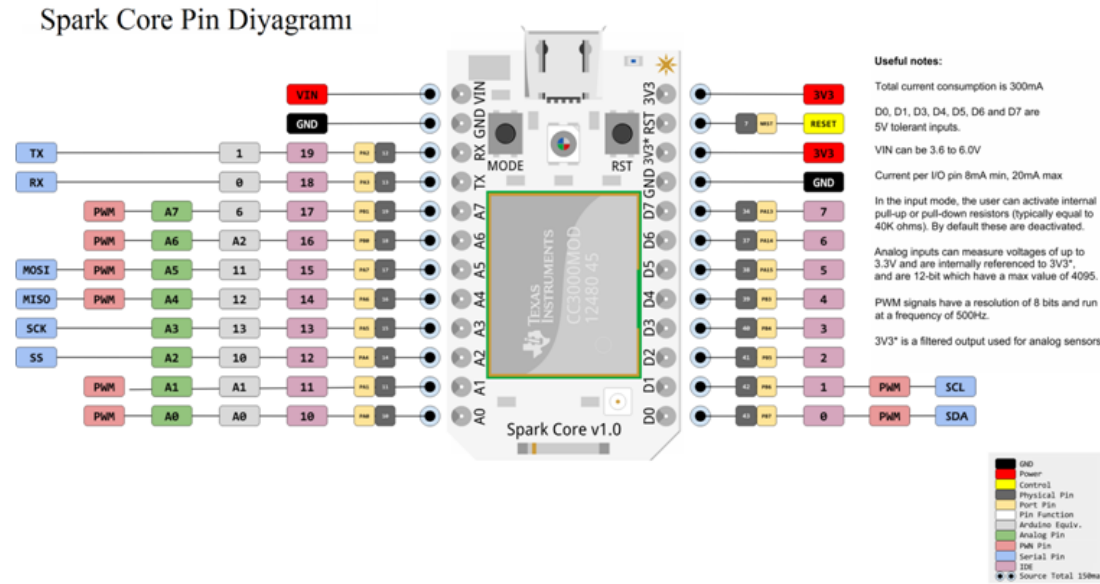 Spark Core Pin Diyagramı
Useful notes:
Total current consumption is 300mA
D0, D1, D3, D4, D5, D6 and D7 are
5V tolerant inputs.
VIN can be 3.6 to 6.0V
Current per I/O pin 8mA min, 20mA max
In the input mode, the user can activate internal
pull-up or pull-down resistors (typically equal to
40K ohms). By default these are deactivated.
Analog inputs can measure voltages of up to
3.3V and are internally referenced to 3V3*,
and are 12-bit which have a max value of 4095.
PWM signals have a resolution of 8 bits and run
at a frequency of 500Hz.
3V3* is a filtered output used for analog sensors
VIN VIN 3V3 3V3
GND GND RST RESET
TX 1 19 RX 3V3* 3V3
RX 0 18 TX GND GND
PWM A7 6 17 A7 D7 7
PWM A6 A2 16 A6 D6 6
MOSI PWM A5 11 15 A5 D5 5
MISO PWM A4 12 14 A4 D4 4
SCK A3 13 13 A3 D3 3
SS A2 10 12 A2 D2 2
PWM A1 A1 11 A1 D1 1 PWM SCL
PWM A0 A0 10 A0 D0 0 PWM SDA
MODE
RST
TEXAS
INSTRUMENTS
CC3000MOD
12480 45
Spark Core v1.0
GND
Power
Control
Physical Pin
Port Pin
Pin Function
Arduino Equiv.
Analog Pin
PWN Pin
Serial Pin
IDE
Source Total 150ma